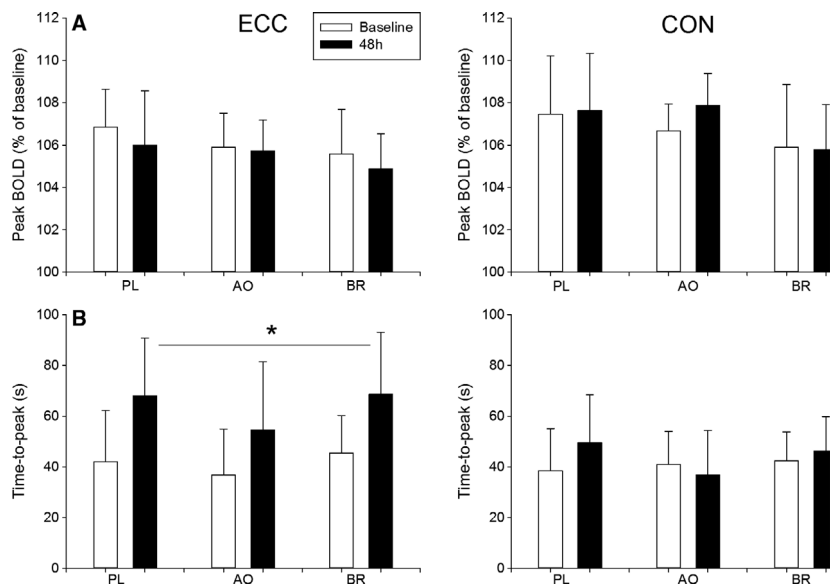 A
ECC
Baseline
48h
CON
Peak BOLD (% of baseline)
112
110
108
106
104
102
100
PL
AO
BR
Peak BOLD (% of baseline)
112
110
108
106
104
102
100
PL
AO
BR
B
*
Time-to-peak (s)
100
80
60
40
20
0
PL
AO
BR
Time-to-peak (s)
100
80
60
40
20
0
PL
AO
BR